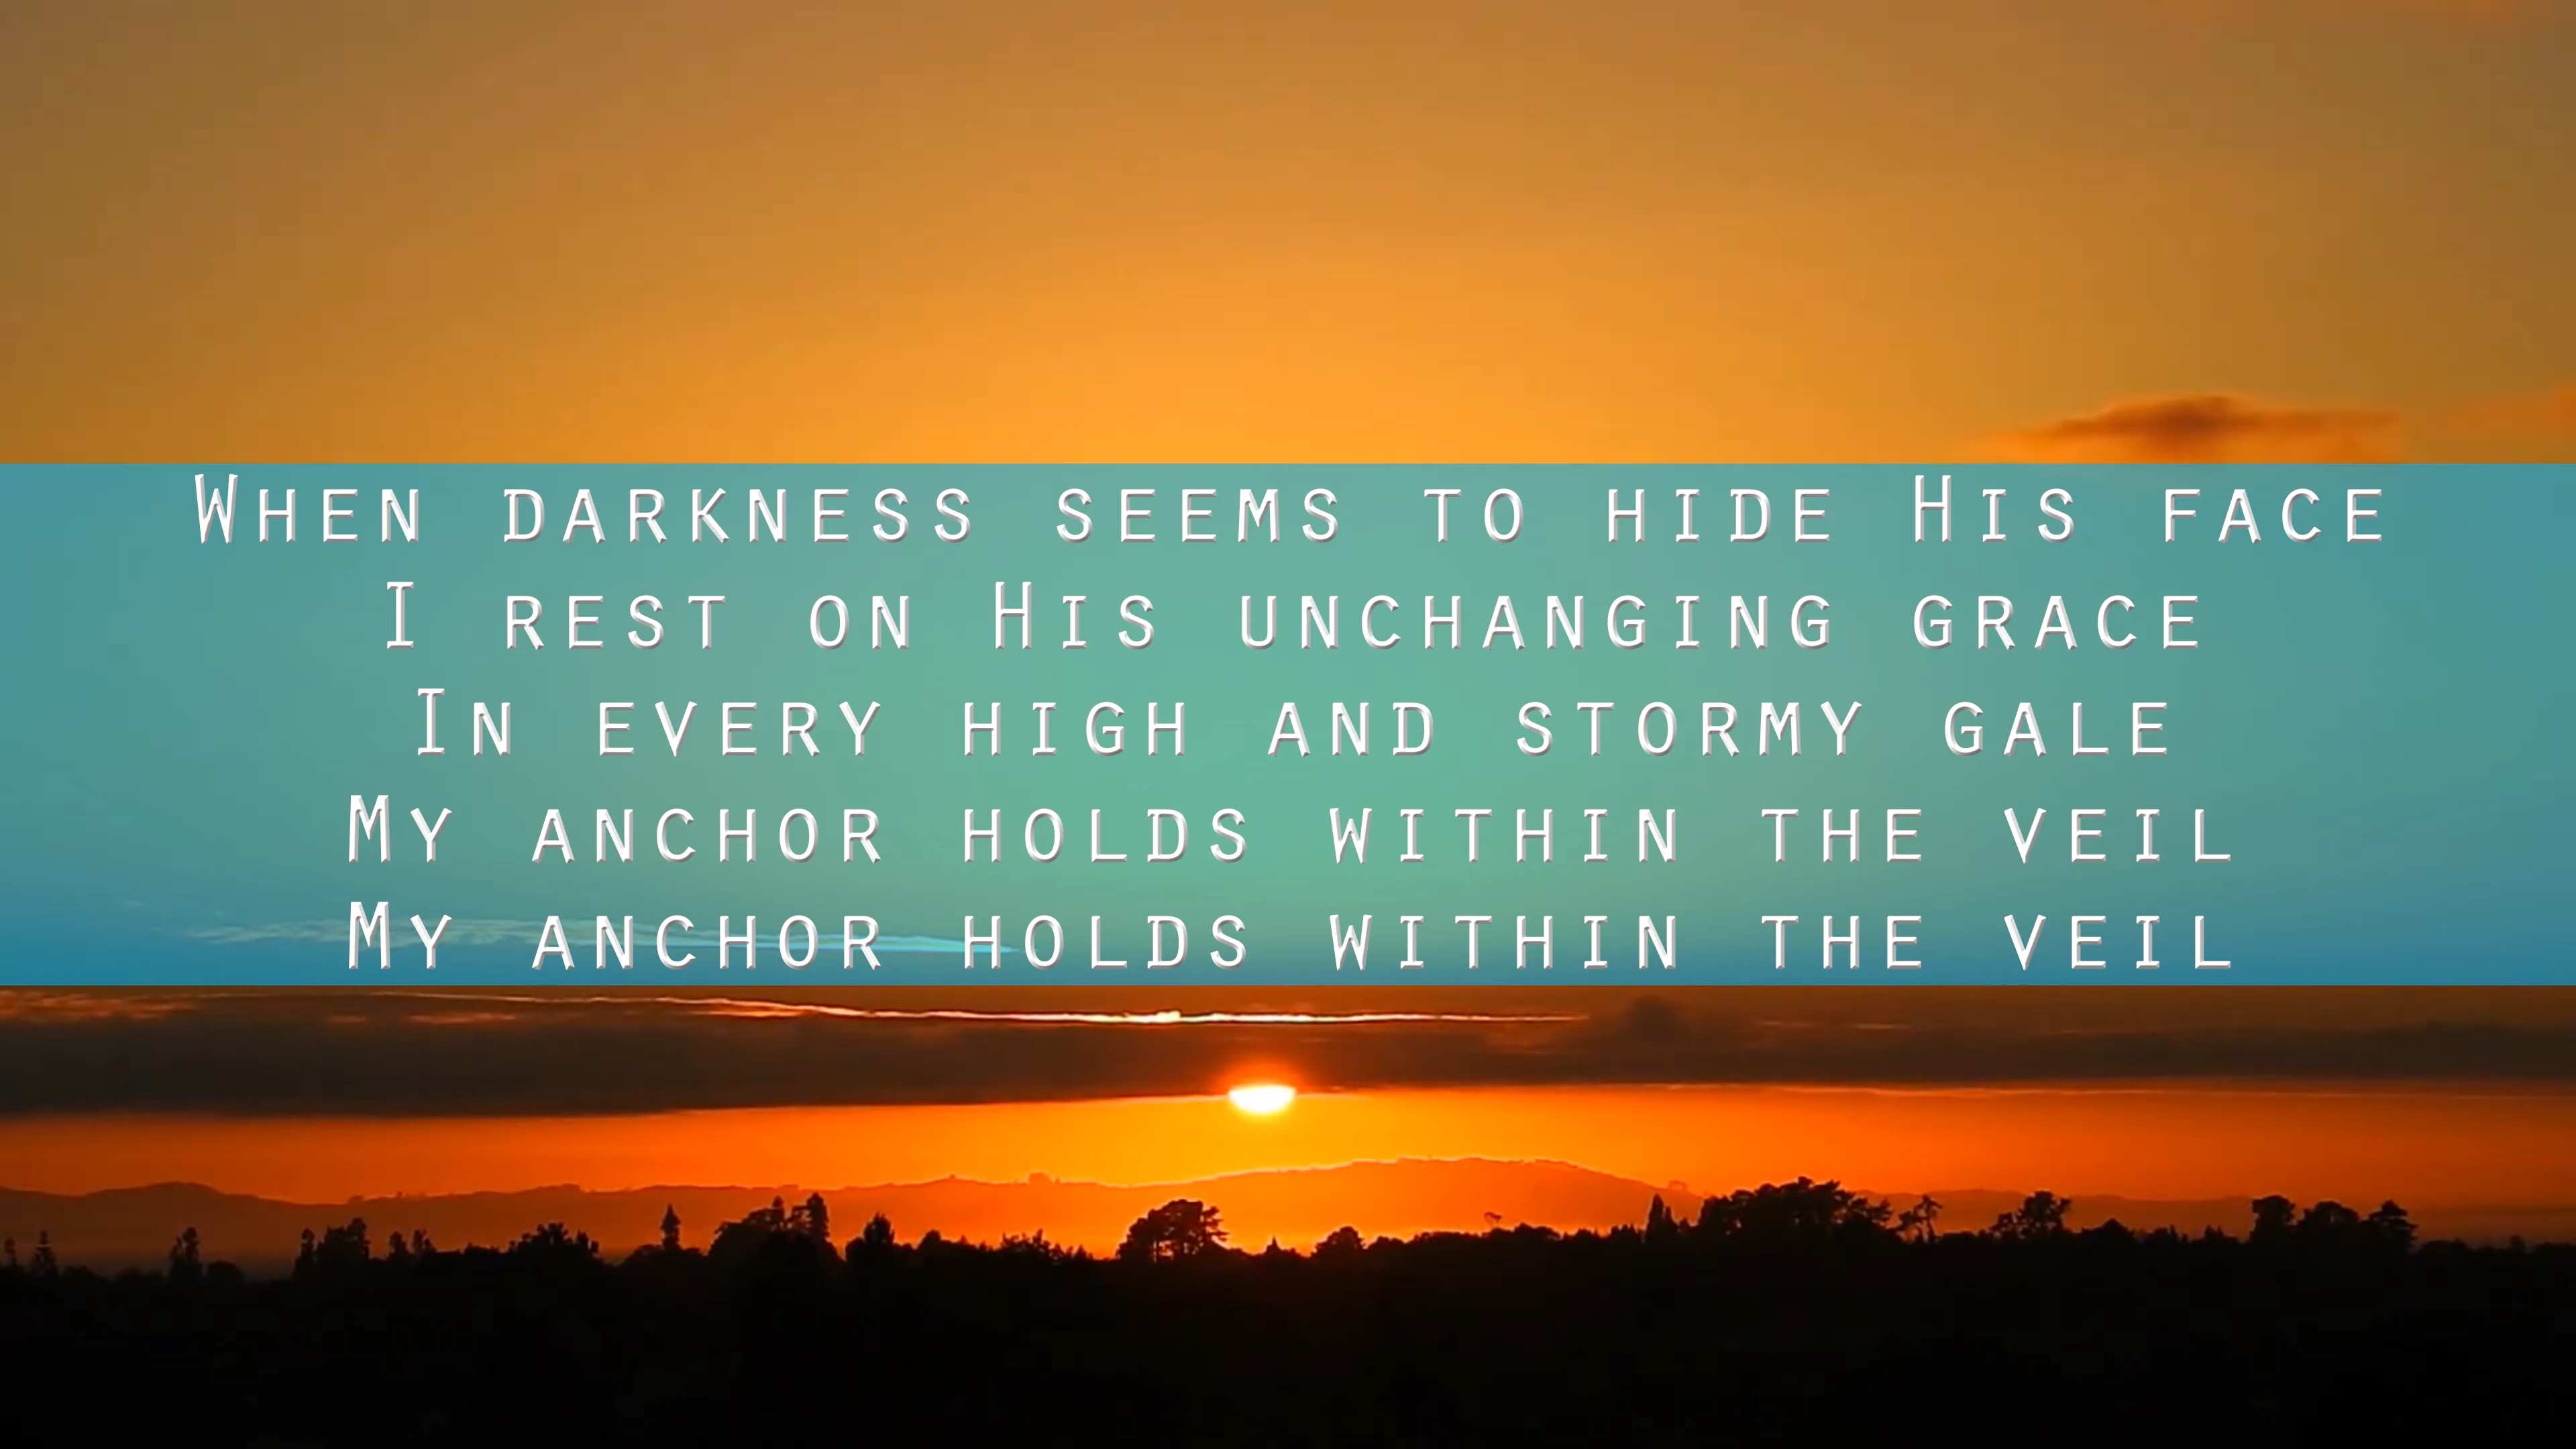 When darkness seems to hide His face
I rest on His unchanging grace
In every high and stormy gale
My anchor holds within the veil
My anchor holds within the veil